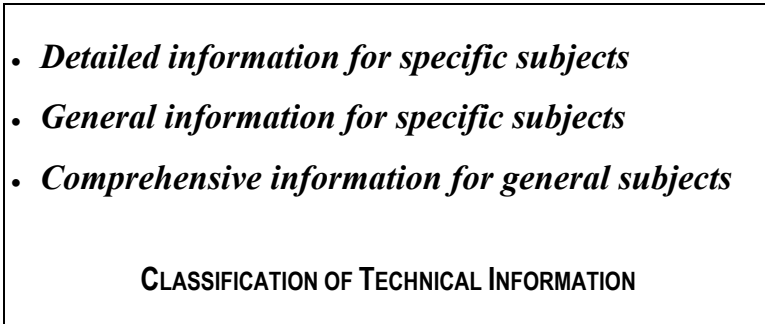 • Detailed information for specific subjects
• General information for specific subjects
• Comprehensive information for general subjects
CLASSIFICATION OF TECHNICAL INFORMATION